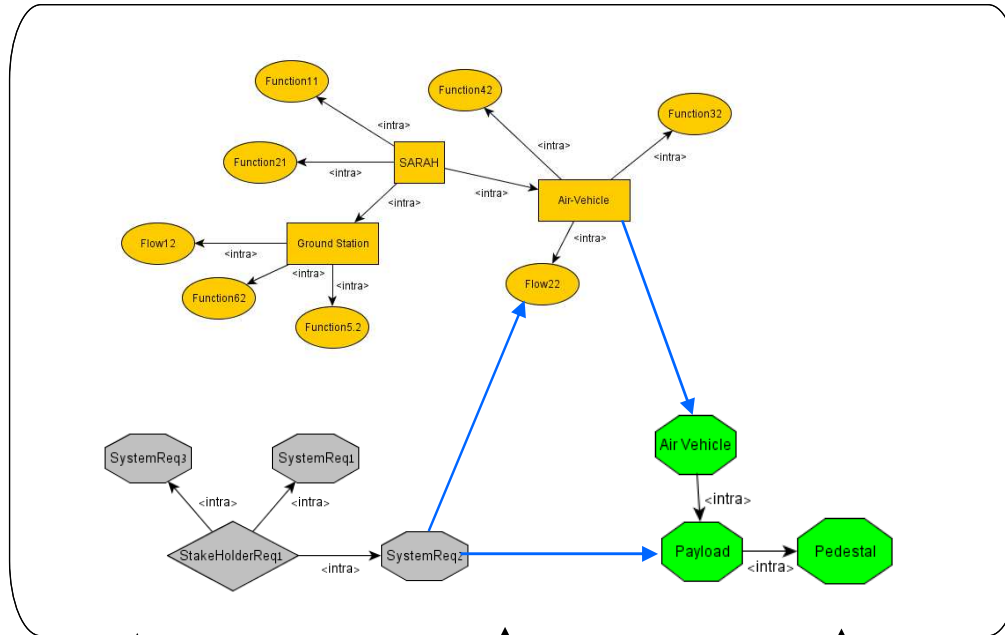 Function11
Function42
Function32
<intra>
<intra>
<intra>
Function21
<intra>
SARAH
<intra>
<intra>
Air-Vehicle
Flow12
<intra>
Ground Station
<intra>
<intra>
<intra>
Function62
Flow22
Function5.2
SystemReq3
SystemReq1
Air Vehicle
<intra>
<intra>
<intra>
StakeHolderReq1
<intra>
SystemReq2
Payload
<intra>
Pedestal